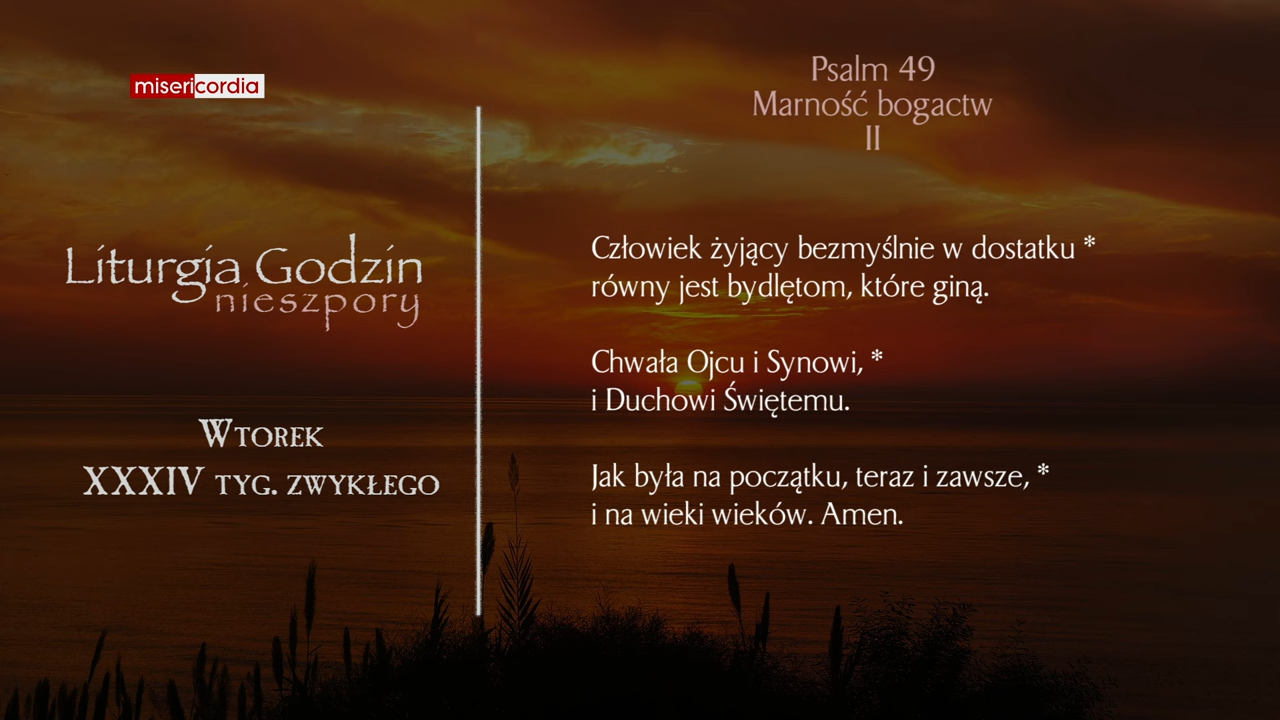 misericordia
Liturgia Godzin
nieszpory
Wtorek
XXXIV tyg. zwykłego
Psalm 49
Marność bogactw
II
Człowiek żyjący bezmyślnie w dostatku *
równy jest bydlętom, które giną.
Chwała Ojcu i Synowi, *
i Duchowi Świętemu.
Jak była na początku, teraz i zawsze, *
i na wieki wieków. Amen.